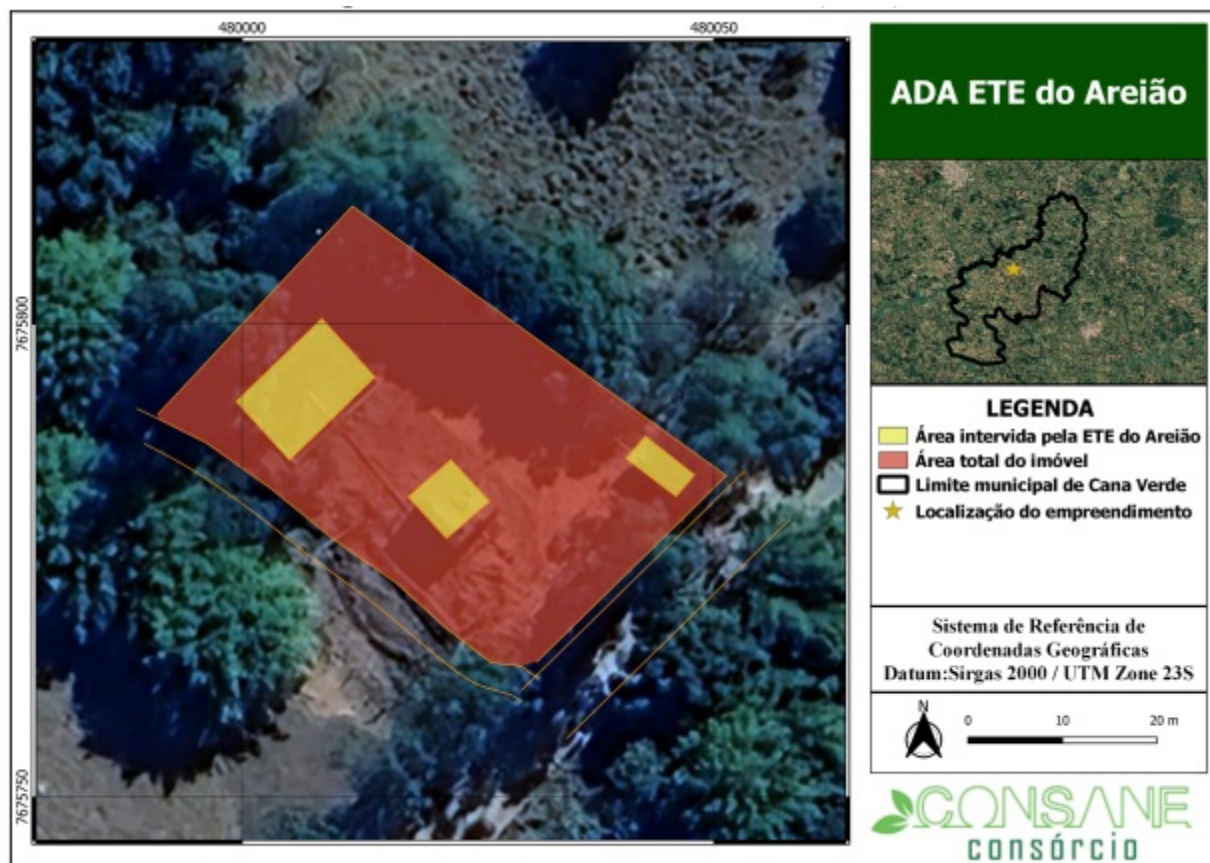 480000
480050
7675800
7675750
ADA ETE do Areião
LEGENDA
Área intervida pela ETE do Areião
Área total do imóvel
Limite municipal de Cana Verde
Localização do empreendimento
Sistema de Referência de
Coordenadas Geográficas
Datum:Sirgas 2000 / UTM Zone 23S
N
0 10 20 m
CONSANE
consórcio